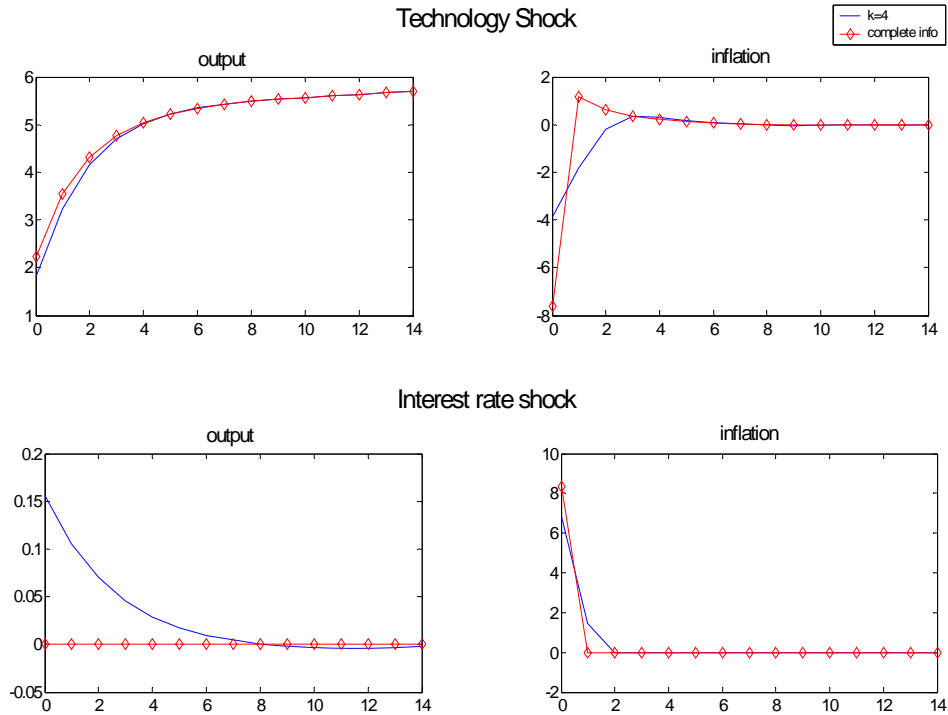 Technology Shock
k=4
complete info
output
6
5
4
3
2
1
0 2 4 6 8 10 12 14
inflation
2
0
-2
-4
-6
-8
0 2 4 6 8 10 12 14
Interest rate shock
output
0.2
0.15
0.1
0.05
0
-0.05
0 2 4 6 8 10 12 14
inflation
10
8
6
4
2
0
-2
0 2 4 6 8 10 12 14